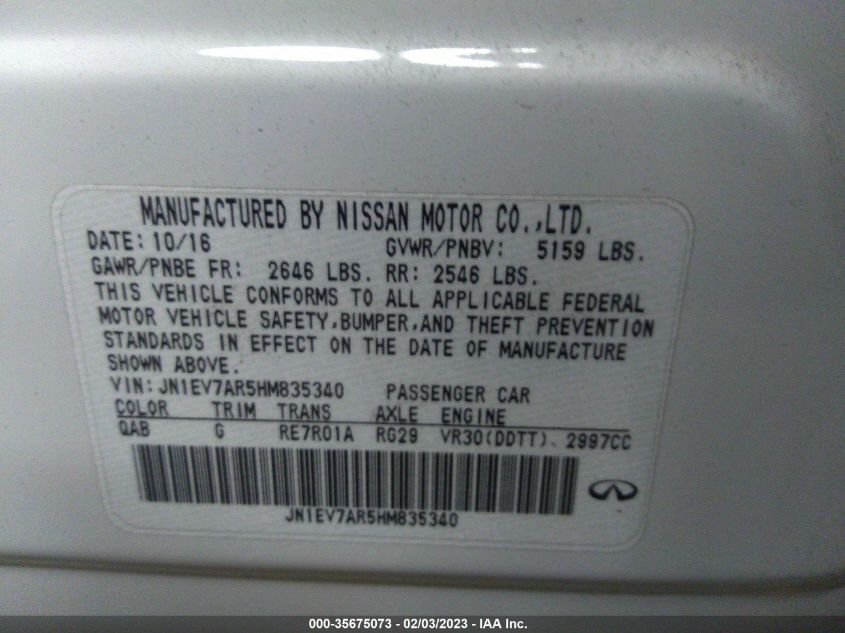 MANUFACTURED BY NISSAN MOTOR CO.,LTD.
DATE: 10/16 GVWR/PNBV: 5159 LBS.
GAWR/PNBE FR: 2646 LBS. RR: 2546 LBS.
THIS VEHICLE CONFORMS TO ALL APPLICABLE FEDERAL
MOTOR VEHICLE SAFETY,BUMPER,AND THEFT PREVENTION
STANDARDS IN EFFECT ON THE DATE OF MANUFACTURE
SHOWN ABOVE.
VIN: JN1EV7AR5HM835340 PASSENGER CAR
COLOR TRIM TRANS AXLE ENGINE
QAB G RE7R01A RG29 VR30(DDTT). 2997CC
JN1EV7AR5HM835340
000-35675073 - 02/03/2023 - IAA Inc.